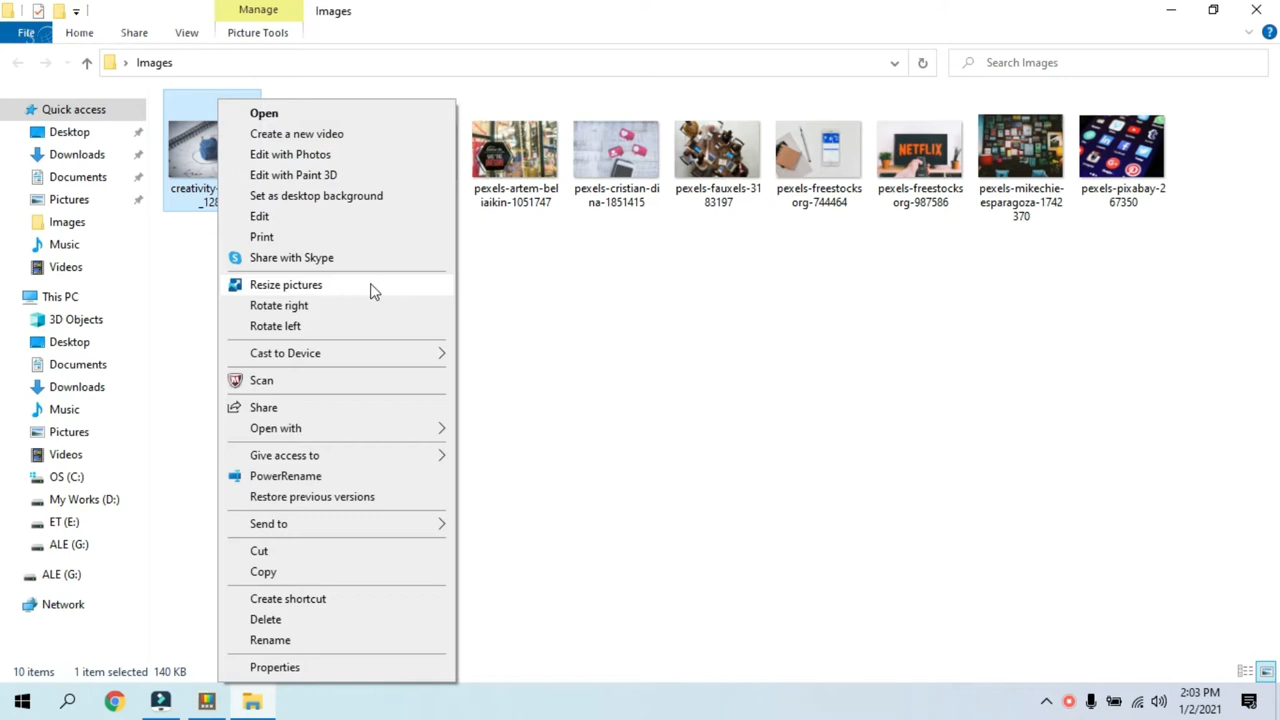 Manage
Images
File
Home
Share
View
Picture Tools
Images
Search Images
Quick access
Desktop
Downloads
Documents
Pictures
Images
Music
Videos
This PC
3D Objects
Desktop
Documents
Downloads
Music
Pictures
Videos
OS (C:)
My Works (D:)
ET (E:)
ALE (G:)
ALE (G:)
Network
creativity-
_128
Open
Create a new video
Edit with Photos
Edit with Paint 3D
Set as desktop background
Edit
Print
Share with Skype
Resize pictures
Rotate right
Rotate left
Cast to Device
Scan
Share
Open with
Give access to
PowerRename
Restore previous versions
Send to
Cut
Copy
Create shortcut
Delete
Rename
Properties
pexels-artem-bel
iaikin-1051747
pexels-cristian-di
na-1851415
pexels-fauxels-31
83197
pexels-freestocks
org-744464
NETFLIX
pexels-freestocks
org-987586
pexels-mikechie-
esparagoza-1742
370
pexels-pixabay-2
67350
10 items
1 item selected 140 KB
2:03 PM
1/2/2021